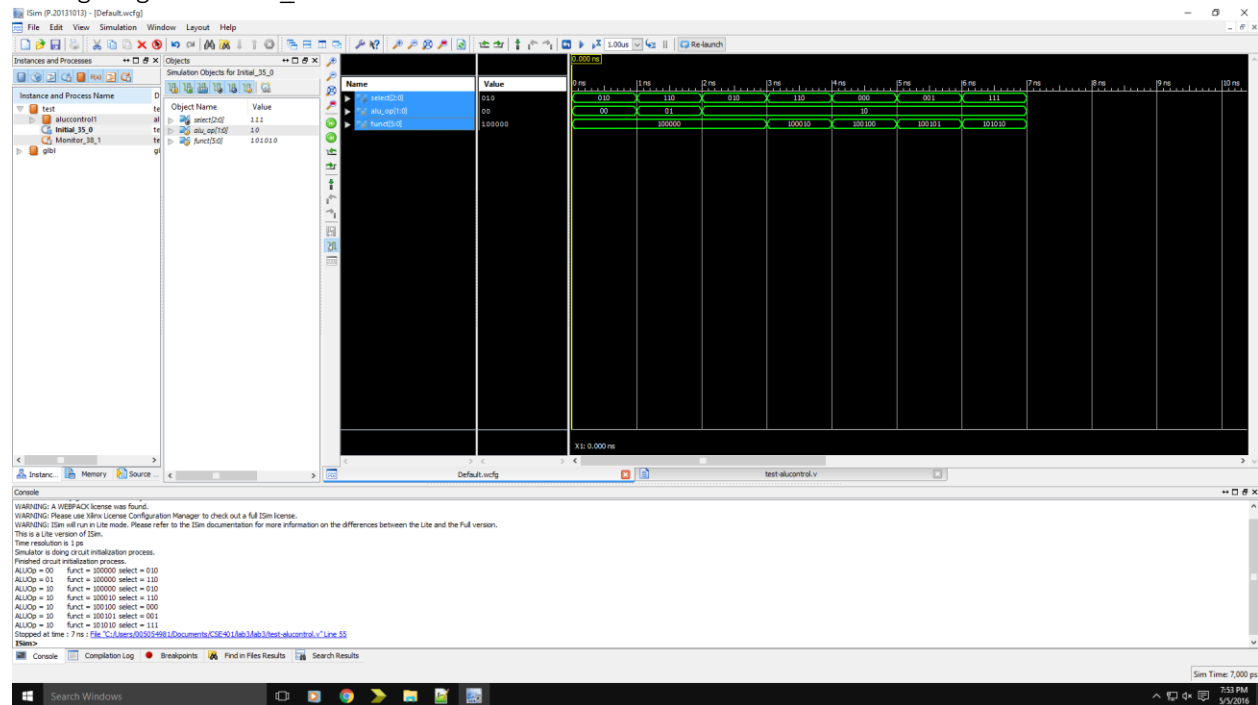 ISim (P.20131013) - [Default.wcfg]
File Edit View Simulation Window Layout Help
1.00us Re-launch
Instances and Processes
Objects
Simulation Objects for Initial_35_0
Instance and Process Name D
test te
aluccontrol1 al
Initial_35_0 te
Monitor_38_1 te
glbl gl
Object Name Value
select[2:0] 111
alu_op[1:0] 10
funct[5:0] 101010
Name Value
select[2:0] 010
alu_op[1:0] 00
funct[5:0] 100000
0.000 ns
0 ns 1 ns 2 ns 3 ns 4 ns 5 ns 6 ns 7 ns 8 ns 9 ns 10 ns
010 110 010 110 000 001 111
00 01 10
100000 100010 100100 100101 101010
X1: 0.000 ns
Instanc... Memory Source ...
Default.wcfg test-alucontrol.v
Console
WARNING: A WEBPACK license was found.
WARNING: Please use Xilinx License Configuration Manager to check out a full ISim license.
WARNING: ISim will run in Lite mode. Please refer to the ISim documentation for more information on the differences between the Lite and the Full version.
This is a Lite version of ISim.
Time resolution is 1 ps
Simulator is doing circuit initialization process.
Finished circuit initialization process.
ALUOp = 00 funct = 100000 select = 010
ALUOp = 01 funct = 100000 select = 110
ALUOp = 10 funct = 100000 select = 010
ALUOp = 10 funct = 100010 select = 110
ALUOp = 10 funct = 100100 select = 000
ALUOp = 10 funct = 100101 select = 001
ALUOp = 10 funct = 101010 select = 111
Stopped at time : 7 ns : File "C:/Users/005054981/Documents/CSE401/lab3/lab3/test-alucontrol.v" Line 55
ISim>
Console Compilation Log Breakpoints Find in Files Results Search Results
Sim Time: 7,000 ps
Search Windows
7:53 PM
5/5/2016